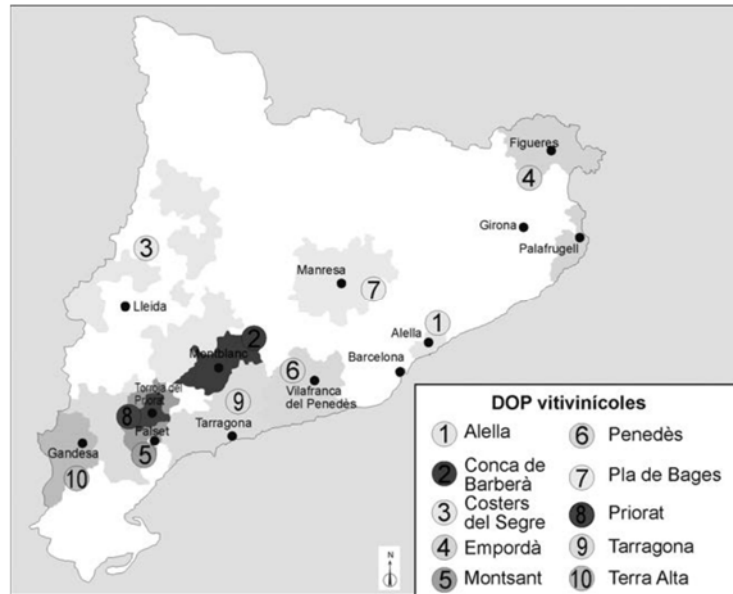 Figueres
4
Girona
Palafrugell
3
Manresa
7
Lleida
1
Alella
2
Montblanc
Barcelona
6
Vilafranca
del Penedès
Torroja del
Priorat
8
9
Falset
Tarragona
Gandesa
5
10
N
DOP vitivinícoles
1 Alella
2 Conca de
Barberà
3 Costers
del Segre
4 Empordà
5 Montsant
6 Penedès
7 Pla de Bages
8 Priorat
9 Tarragona
10 Terra Alta